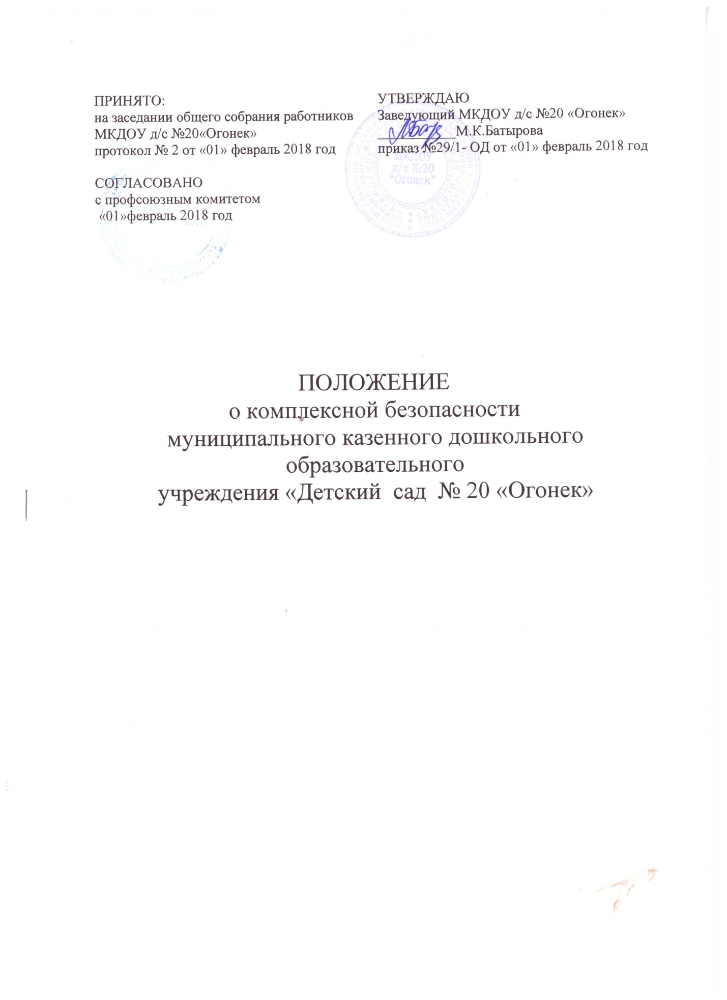 ПРИНЯТО:
на заседании общего собрания работников
МКДОУ д/с №20«Огонек»
протокол № 2 от «01» февраль 2018 год
СОГЛАСОВАНО
с профсоюзным комитетом
«01»февраль 2018 год
УТВЕРЖДАЮ
Заведующий МКДОУ д/с №20 «Огонек»
___________М.К.Батырова
приказ №29/1- ОД от «01» февраль 2018 год
МКДОУ
д/с №20
"Огонек"
ПОЛОЖЕНИЕ
о комплексной безопасности
муниципального казенного дошкольного
образовательного
учреждения «Детский сад № 20 «Огонек»